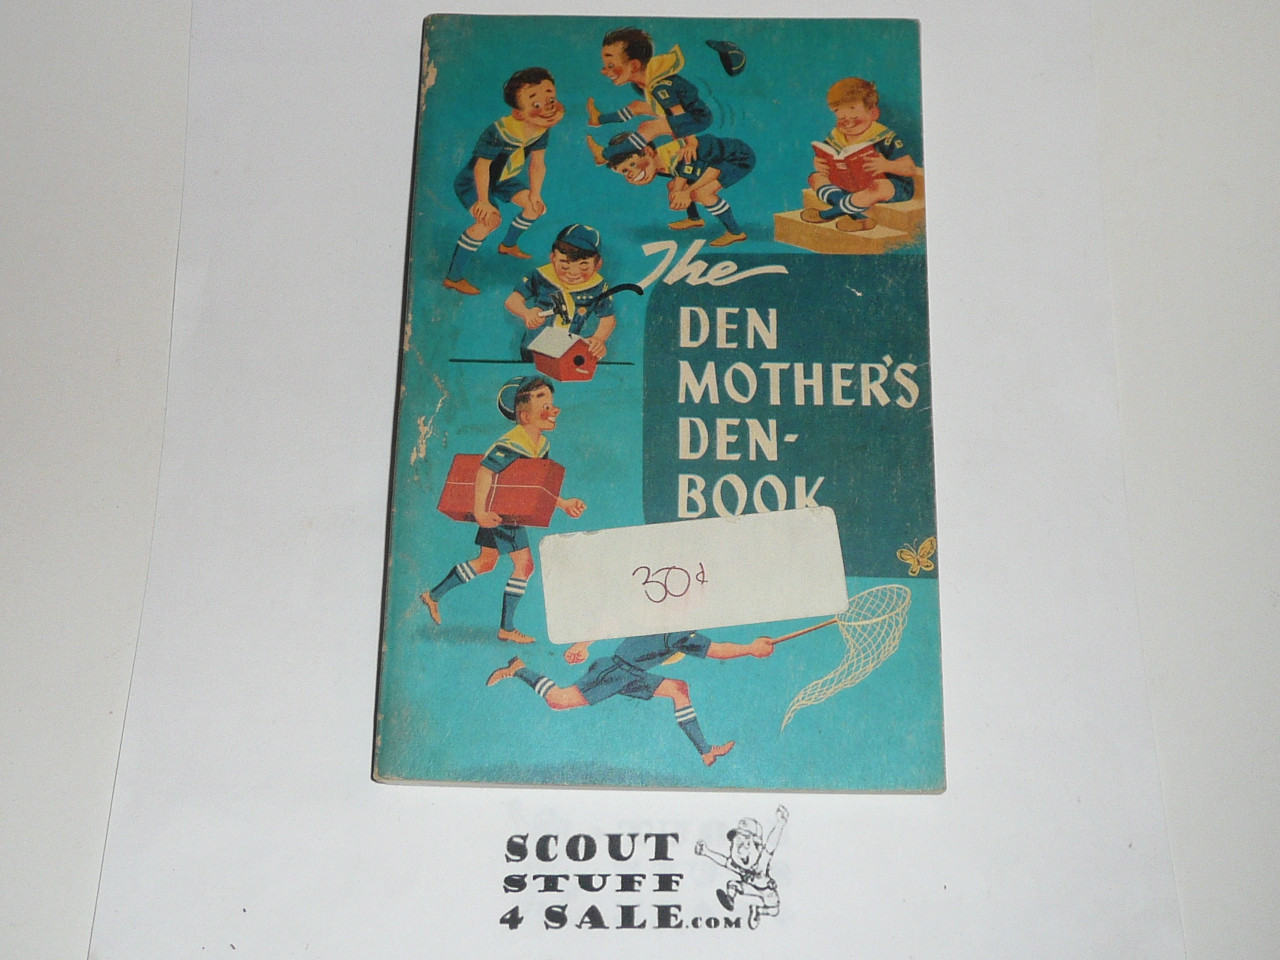 The
DEN
MOTHER'S
DEN-
BOOK
30¢
SCOUT
STUFF
4 SALE.COM